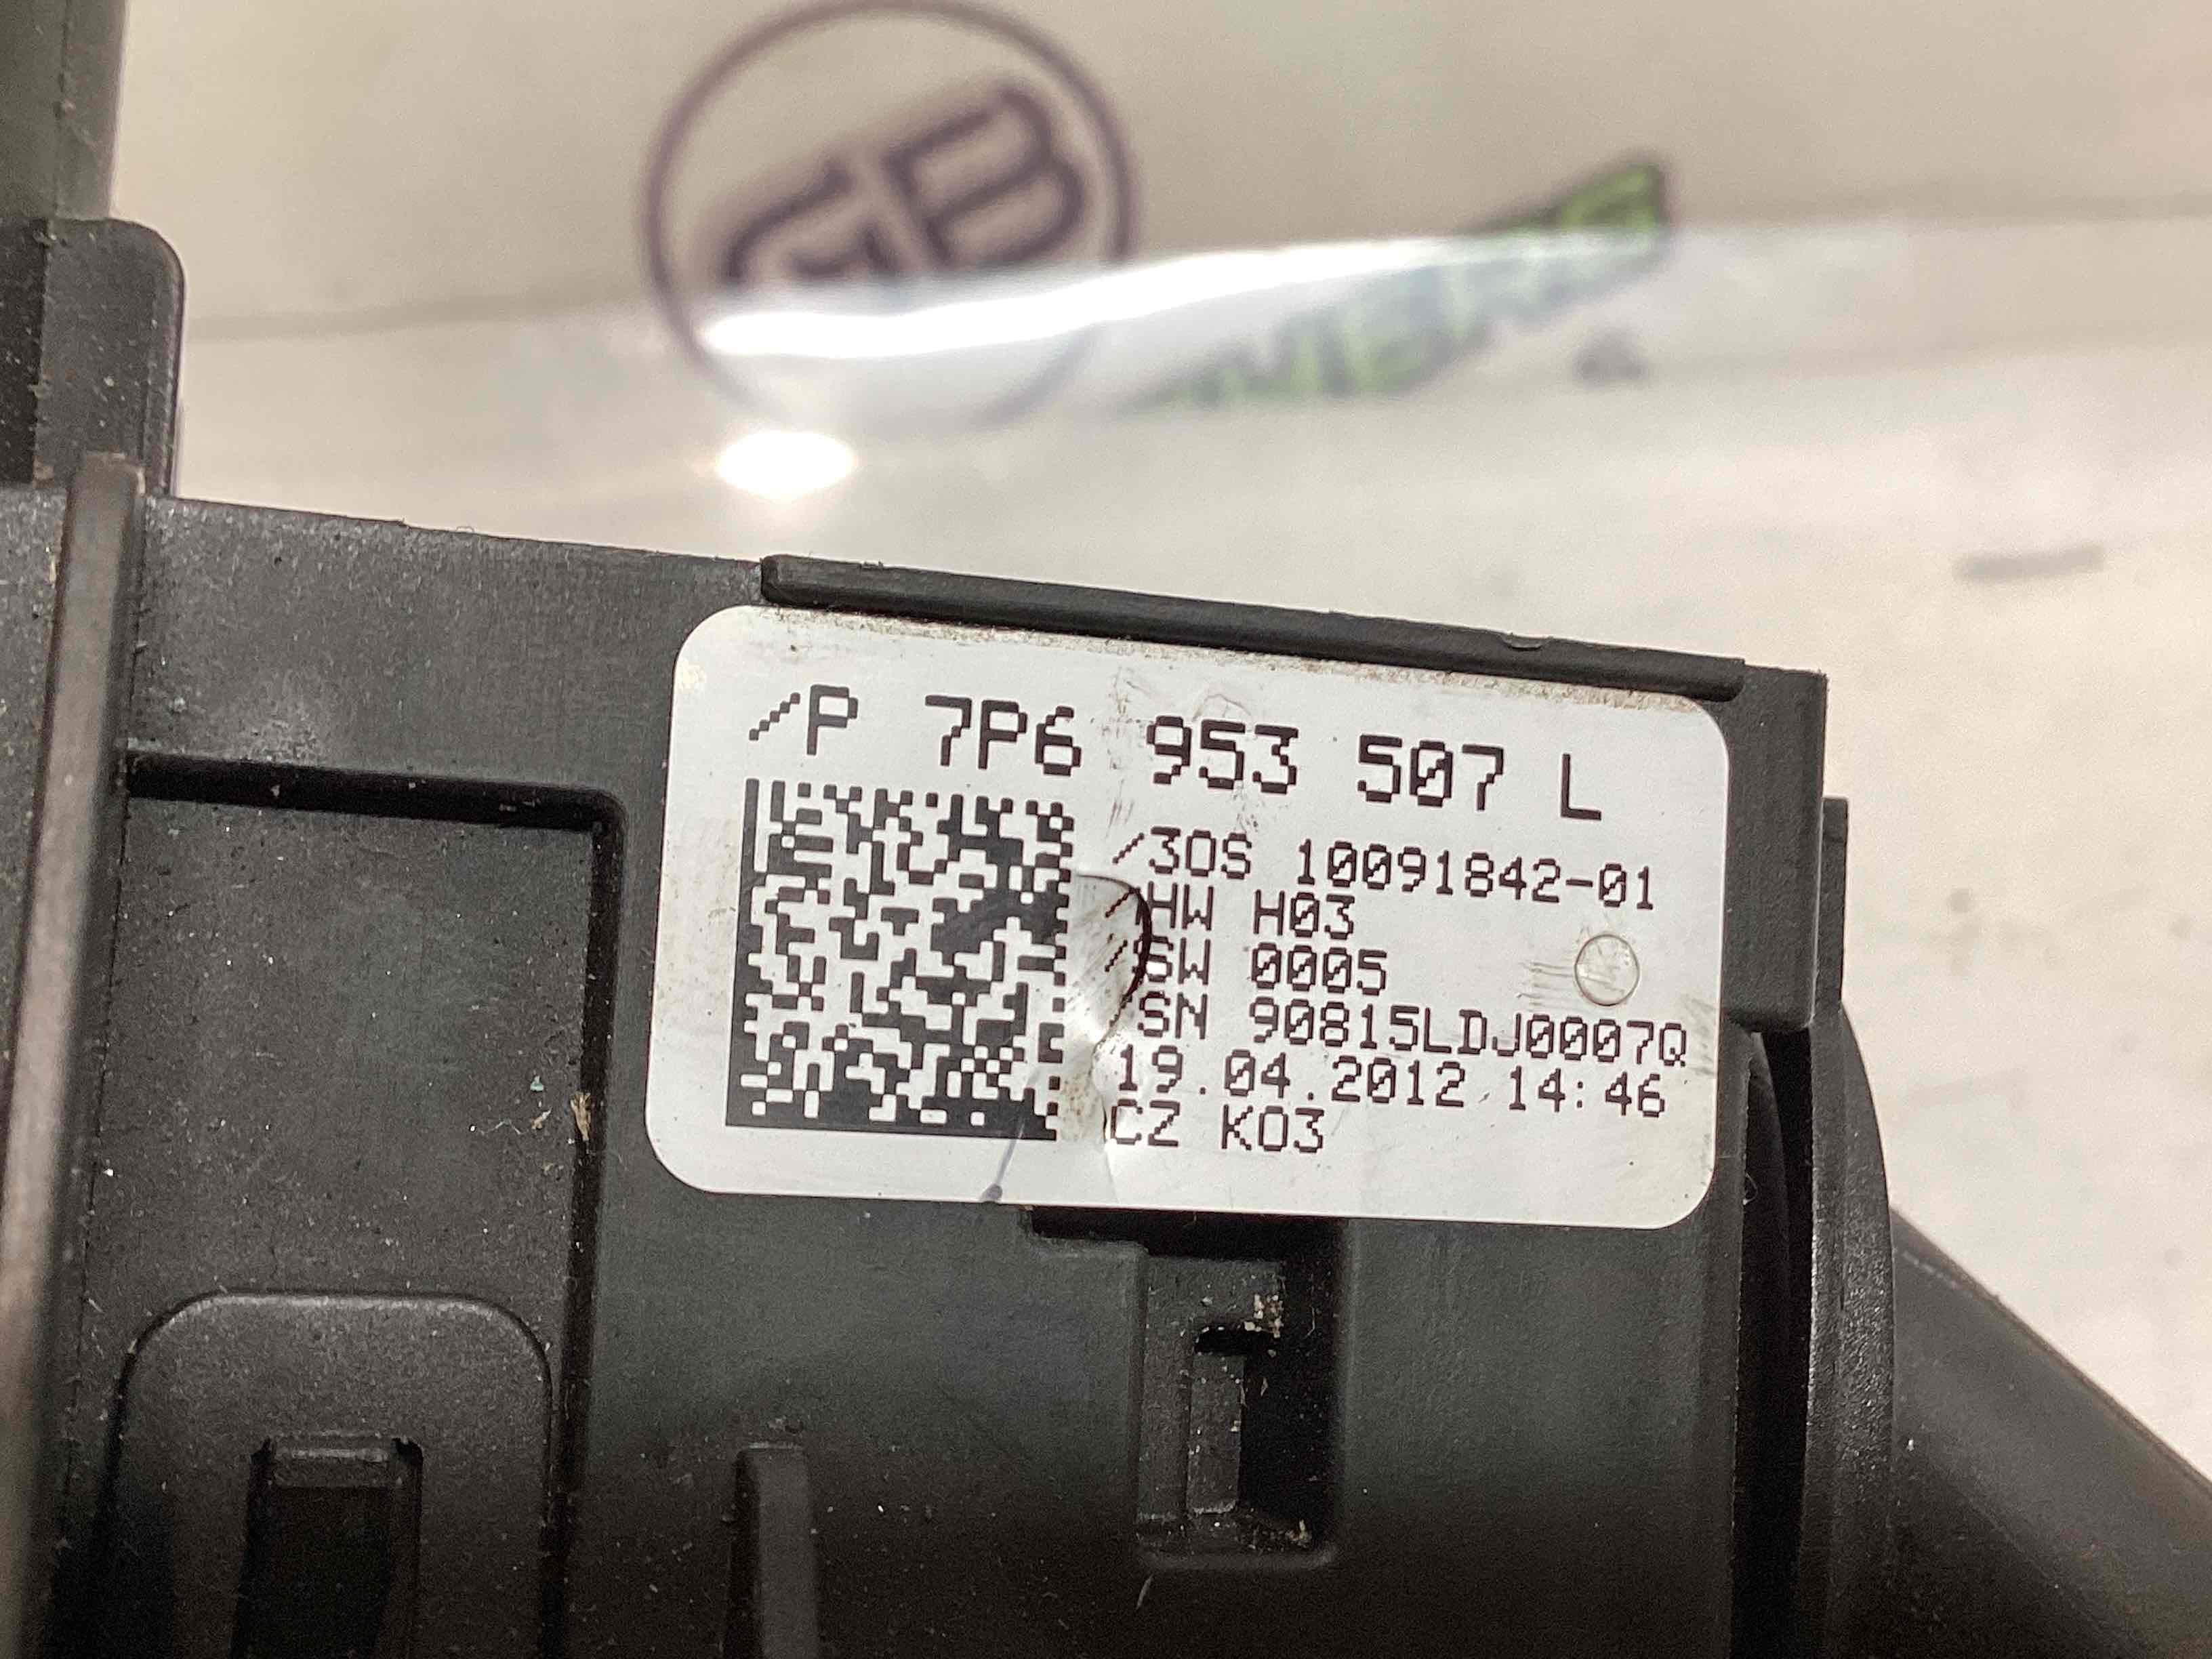 GB
/P 7P6 953 507 L
/3OS 10091842-01
/HW H03
/SW 0005
SN 90815LDJ0007Q
19.04.2012 14:46
CZ K03